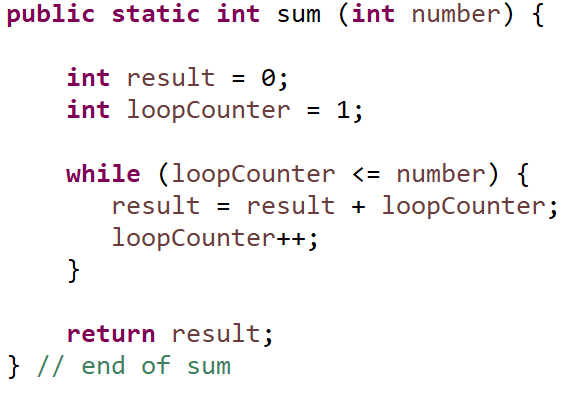 public static int sum (int number) {
int result = 0;
int loopCounter = 1;
while (loopCounter <= number) {
result = result + loopCounter;
loopCounter++;
}
return result;
} // end of sum